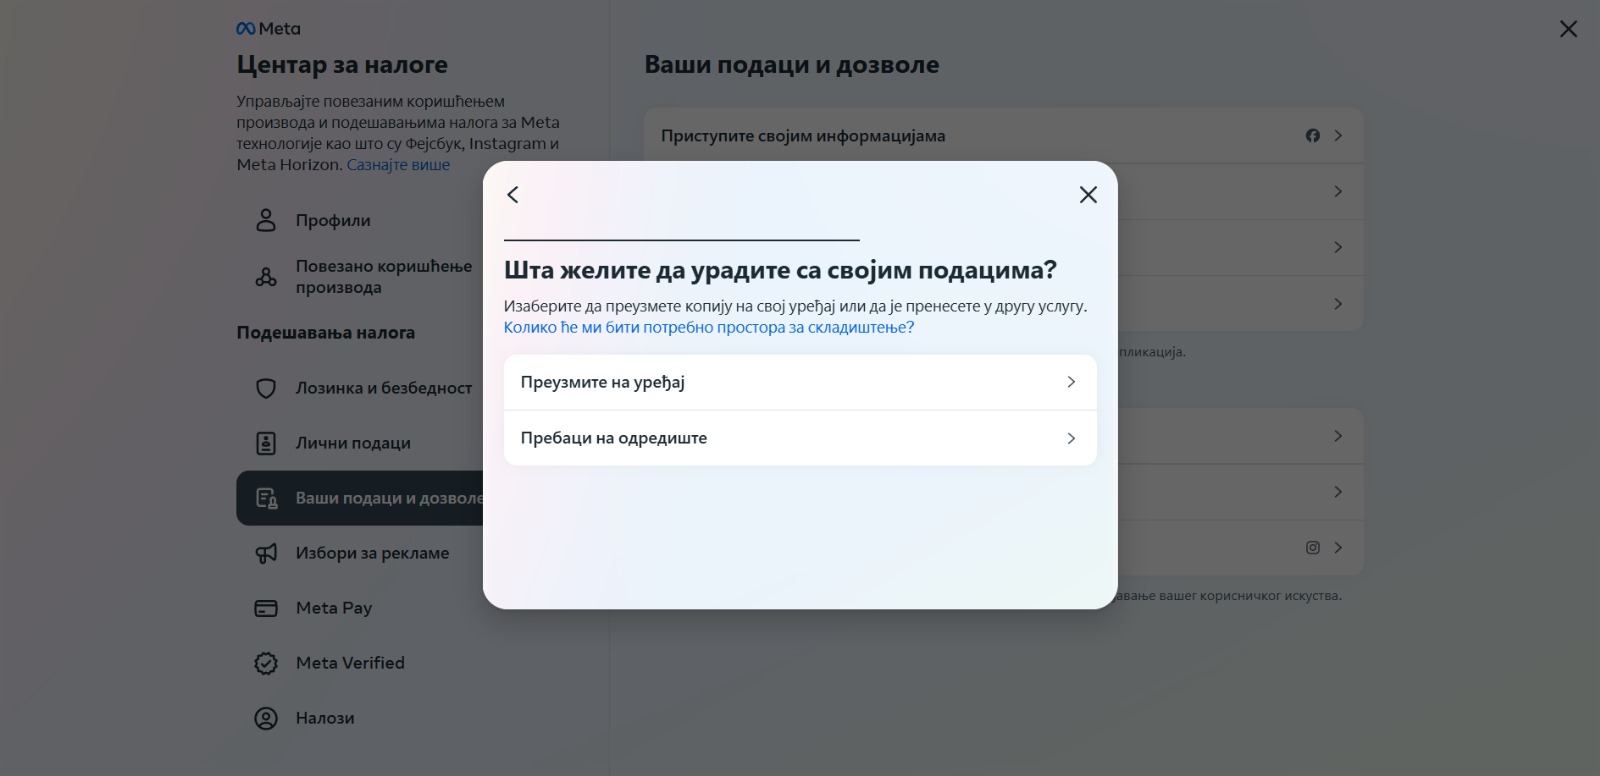 Meta
Центар за налоге
Управљајте повезаним коришћењем
производа и подешавањима налога за Meta
технологије као што су Фејсбук, Instagram и
Meta Horizon. Сазнајте више
Профили
Повезано коришћење
производа
Подешавања налога
Лозинка и безбедност
Лични подаци
Ваши подаци и дозволе
Избори за рекламе
Meta Pay
Meta Verified
Налози
Ваши подаци и дозволе
Приступите својим информацијама
Шта желите да урадите са својим подацима?
Изаберите да преузмете копију на свој уређај или да је пренесете у другу услугу.
Колико ће ми бити потребно простора за складиштење?
Преузмите на уређај
Пребаци на одредиште
вашег корисничког искуства.